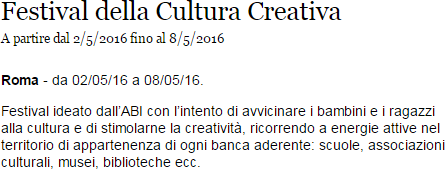 Festival della Cultura Creativa
A partire dal 2/5/2016 fino al 8/5/2016
Roma - da 02/05/16 a 08/05/16.
Festival ideato dall'ABI con l'intento di avvicinare i bambini e i ragazzi
alla cultura e di stimolarne la creatività, ricorrendo a energie attive nel
territorio di appartenenza di ogni banca aderente: scuole, associazioni
culturali, musei, biblioteche ecc.